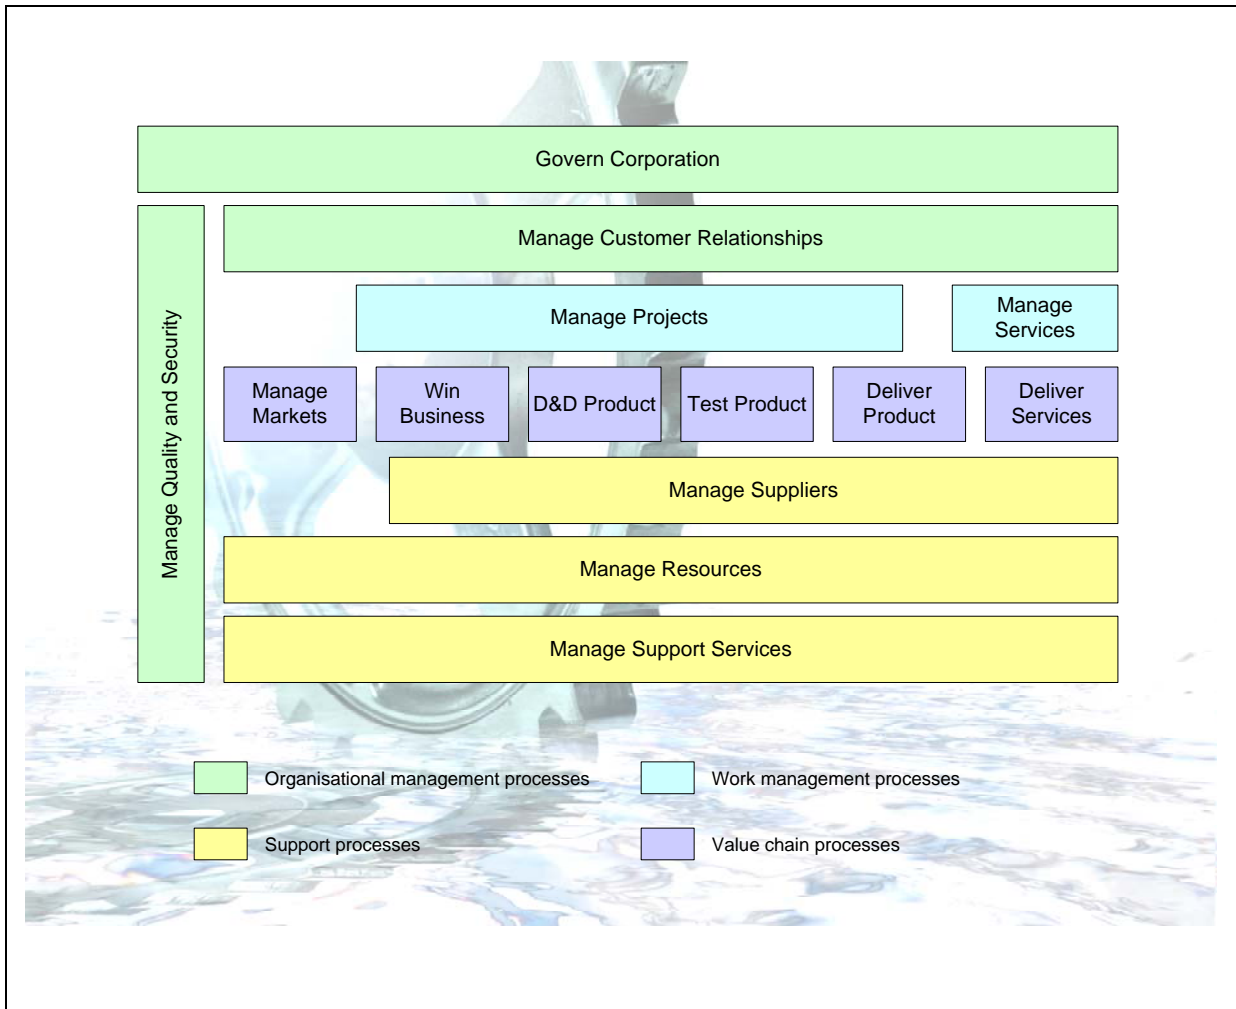 Govern Corporation
Manage Customer Relationships
Manage Quality and Security
Manage Projects
Manage
Services
Manage
Markets
Win
Business
D&D Product
Test Product
Deliver
Product
Deliver
Services
Manage Suppliers
Manage Resources
Manage Support Services
Organisational management processes
Work management processes
Support processes
Value chain processes